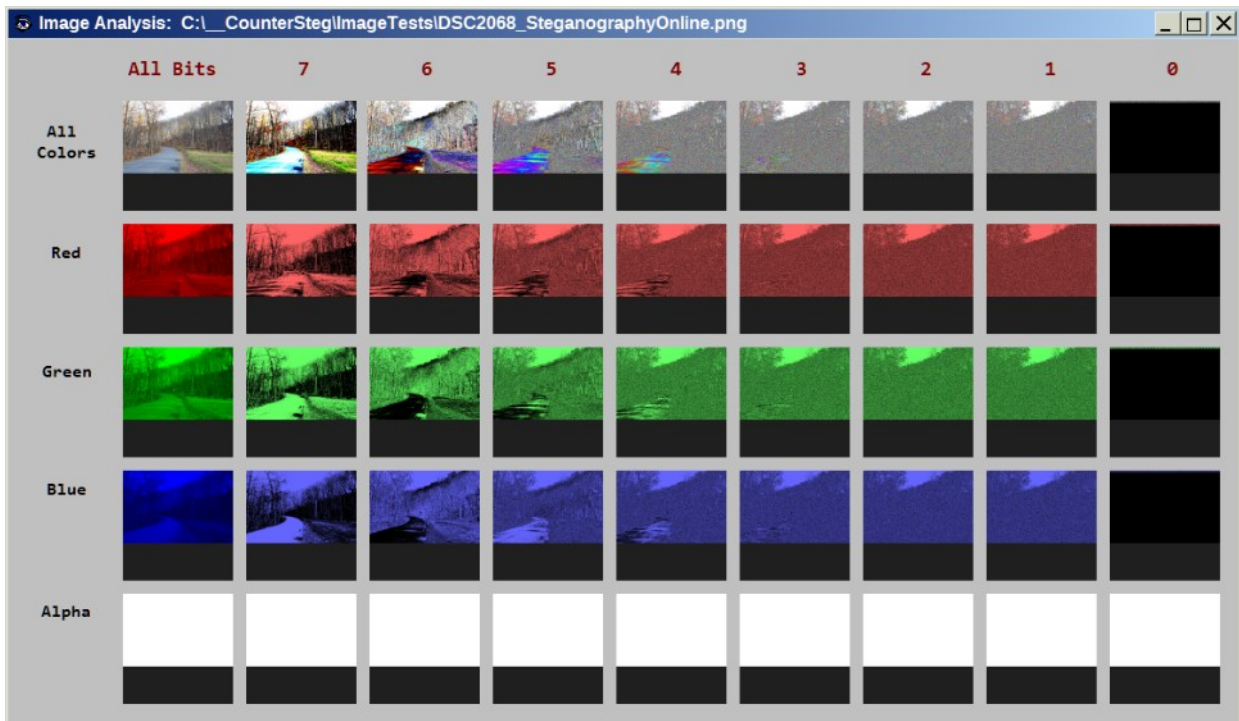 Image Analysis:  C:\__CounterSteg\ImageTests\DSC2068_SteganographyOnline.png
All Bits 7 6 5 4 3 2 1 0
All
Colors
Red
Green
Blue
Alpha